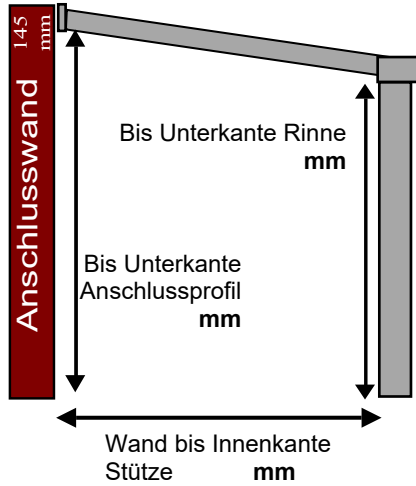 145
mm
Anschlusswand
Bis Unterkante Rinne
mm
Bis Unterkante
Anschlussprofil
mm
Wand bis Innenkante
Stütze mm